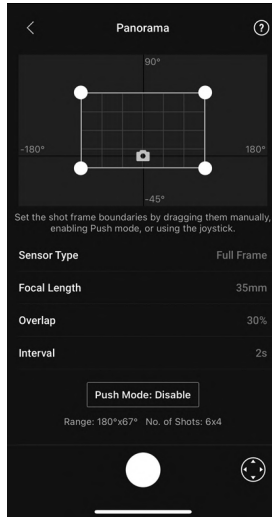 Panorama ?
90°
-180° 180°
-45°
Set the shot frame boundaries by dragging them manually,
enabling Push mode, or using the joystick.
Sensor Type Full Frame
Focal Length 35mm
Overlap 30%
Interval 2s
Push Mode: Disable
Range: 180°x67° No. of Shots: 6x4